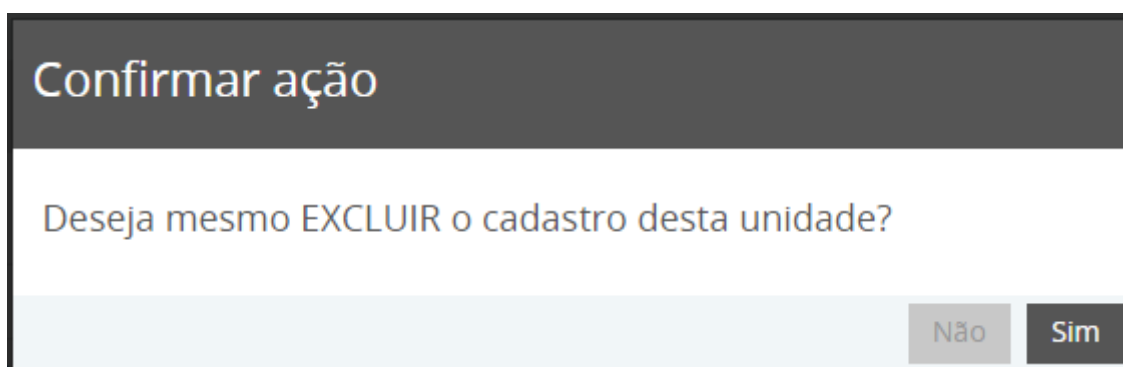 Confirmar ação
Deseja mesmo EXCLUIR o cadastro desta unidade?
Não Sim